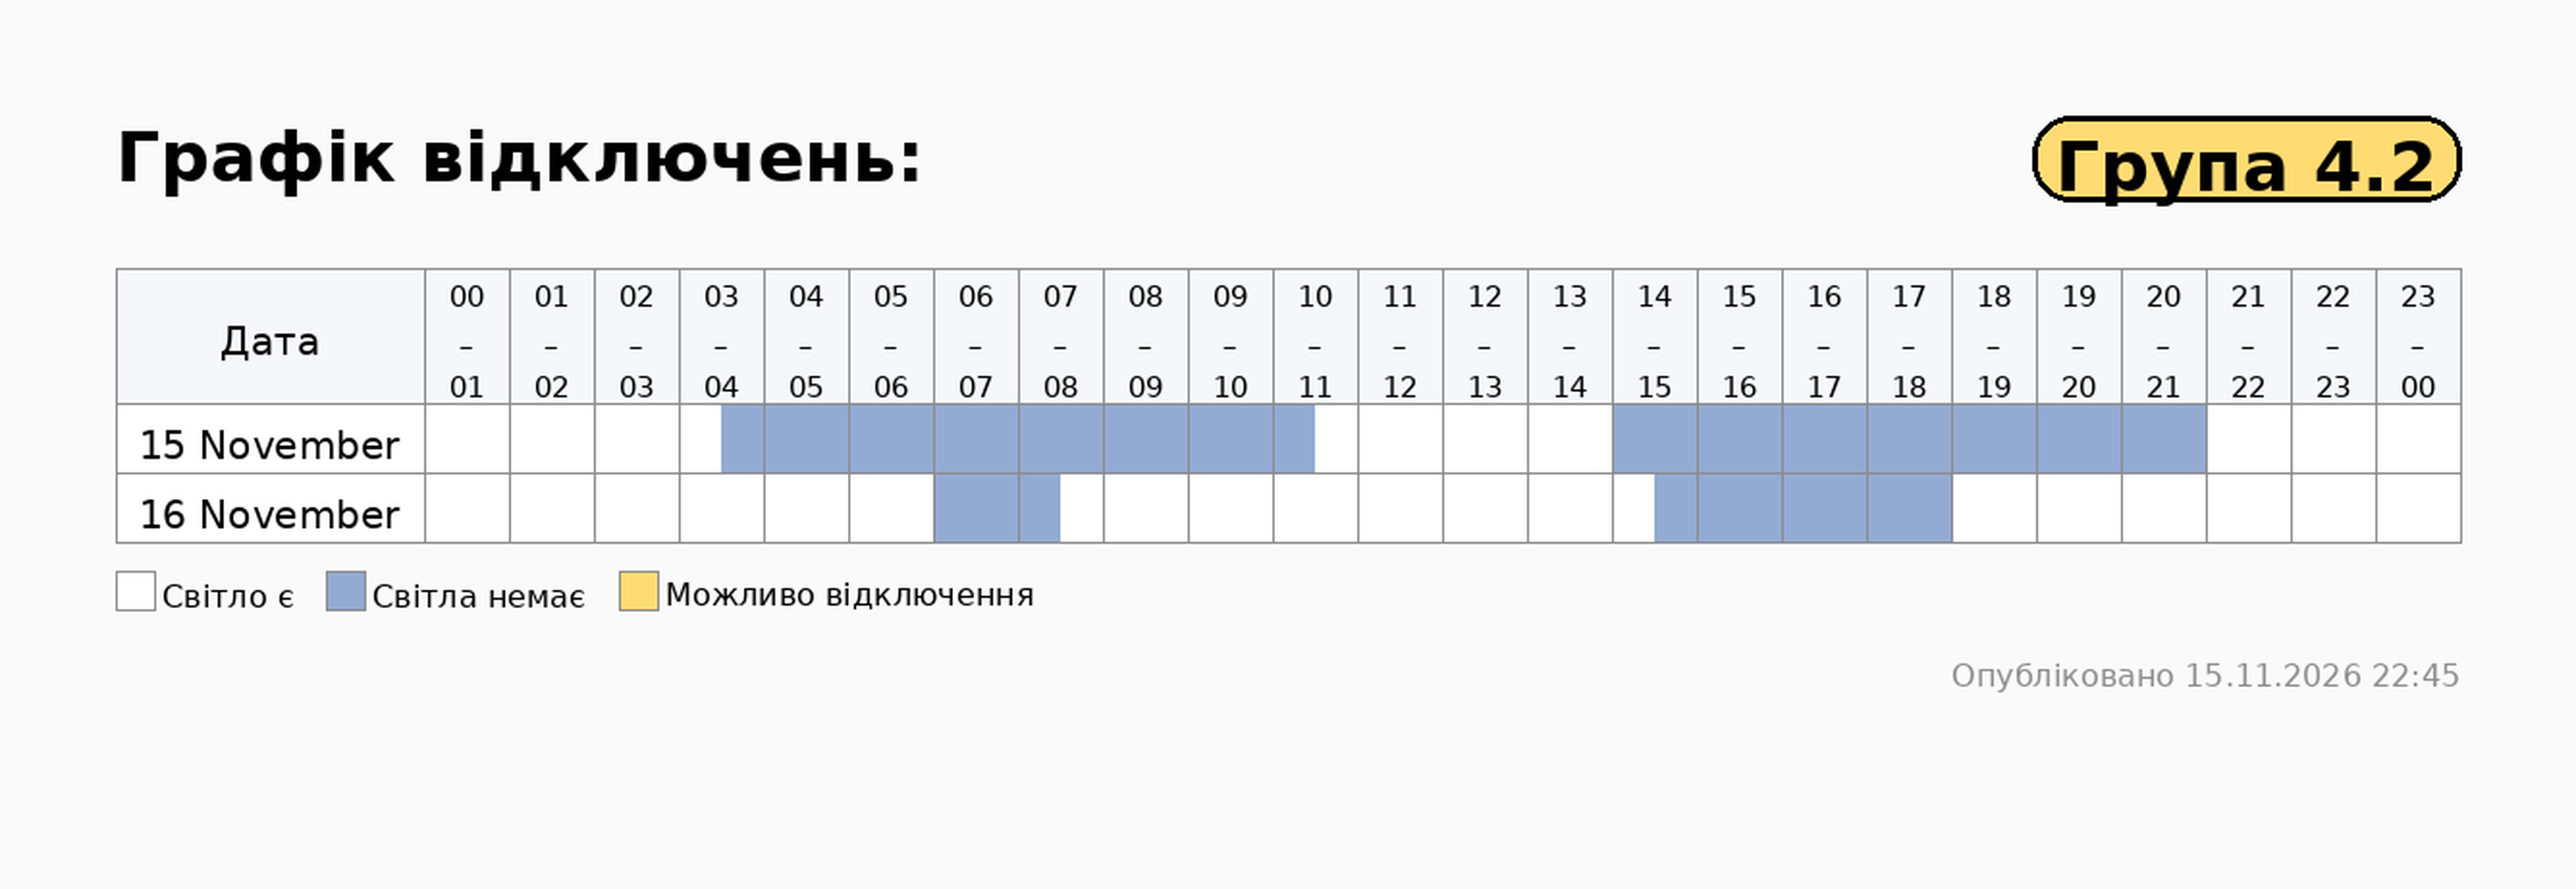 Графік відключень:
Група 4.2
Дата
00 – 01
01 – 02
02 – 03
03 – 04
04 – 05
05 – 06
06 – 07
07 – 08
08 – 09
09 – 10
10 – 11
11 – 12
12 – 13
13 – 14
14 – 15
15 – 16
16 – 17
17 – 18
18 – 19
19 – 20
20 – 21
21 – 22
22 – 23
23 – 00
15 November
16 November
Світло є
Світла немає
Можливо відключення
Опубліковано 15.11.2026 22:45